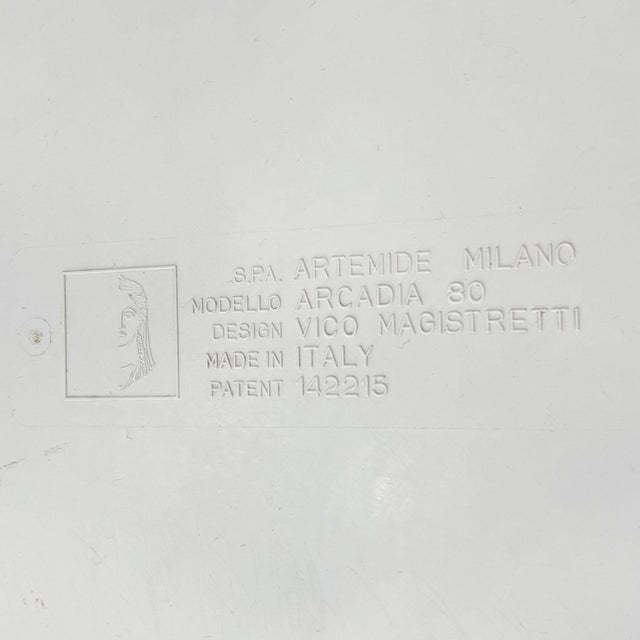 S.P.A. ARTEMIDE MILANO
MODELLO ARCADIA 80
DESIGN VICO MAGISTRETTI
MADE IN ITALY
PATENT 142215